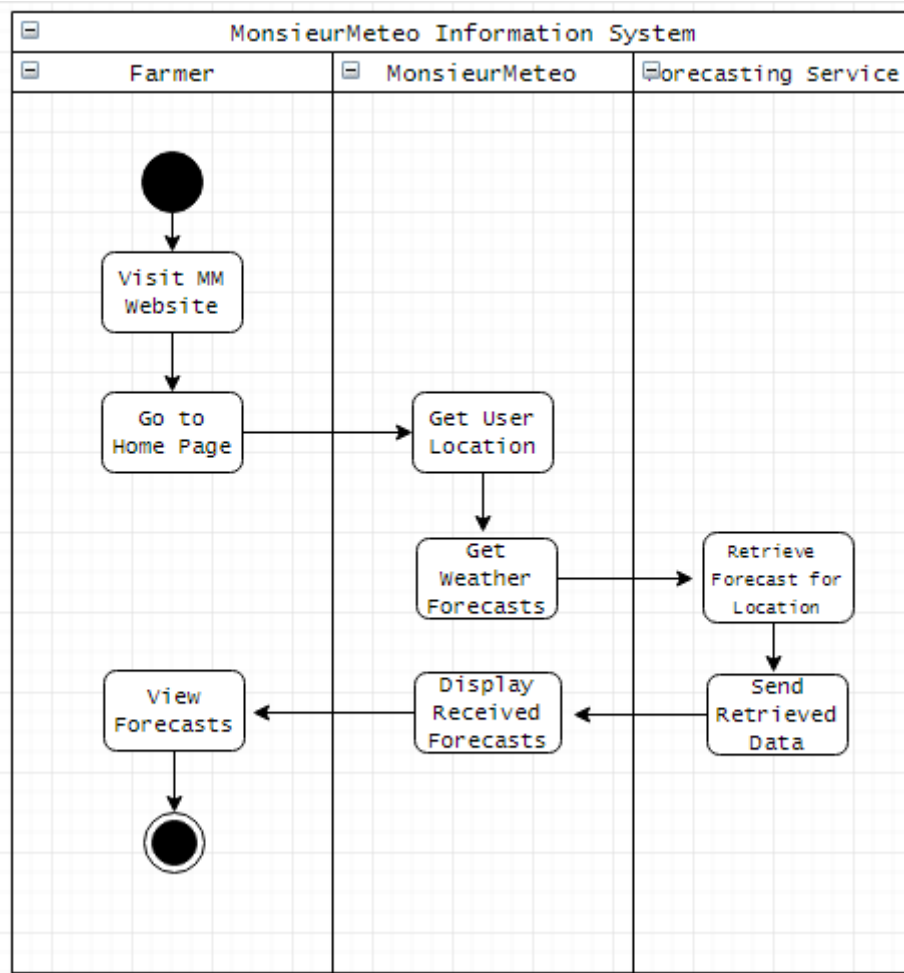 MonsieurMeteo Information System
Farmer
MonsieurMeteo
Forecasting Service
Visit MM
Website
Go to
Home Page
Get User
Location
Get
Weather
Forecasts
Retrieve
Forecast for
Location
View
Forecasts
Display
Received
Forecasts
Send
Retrieved
Data